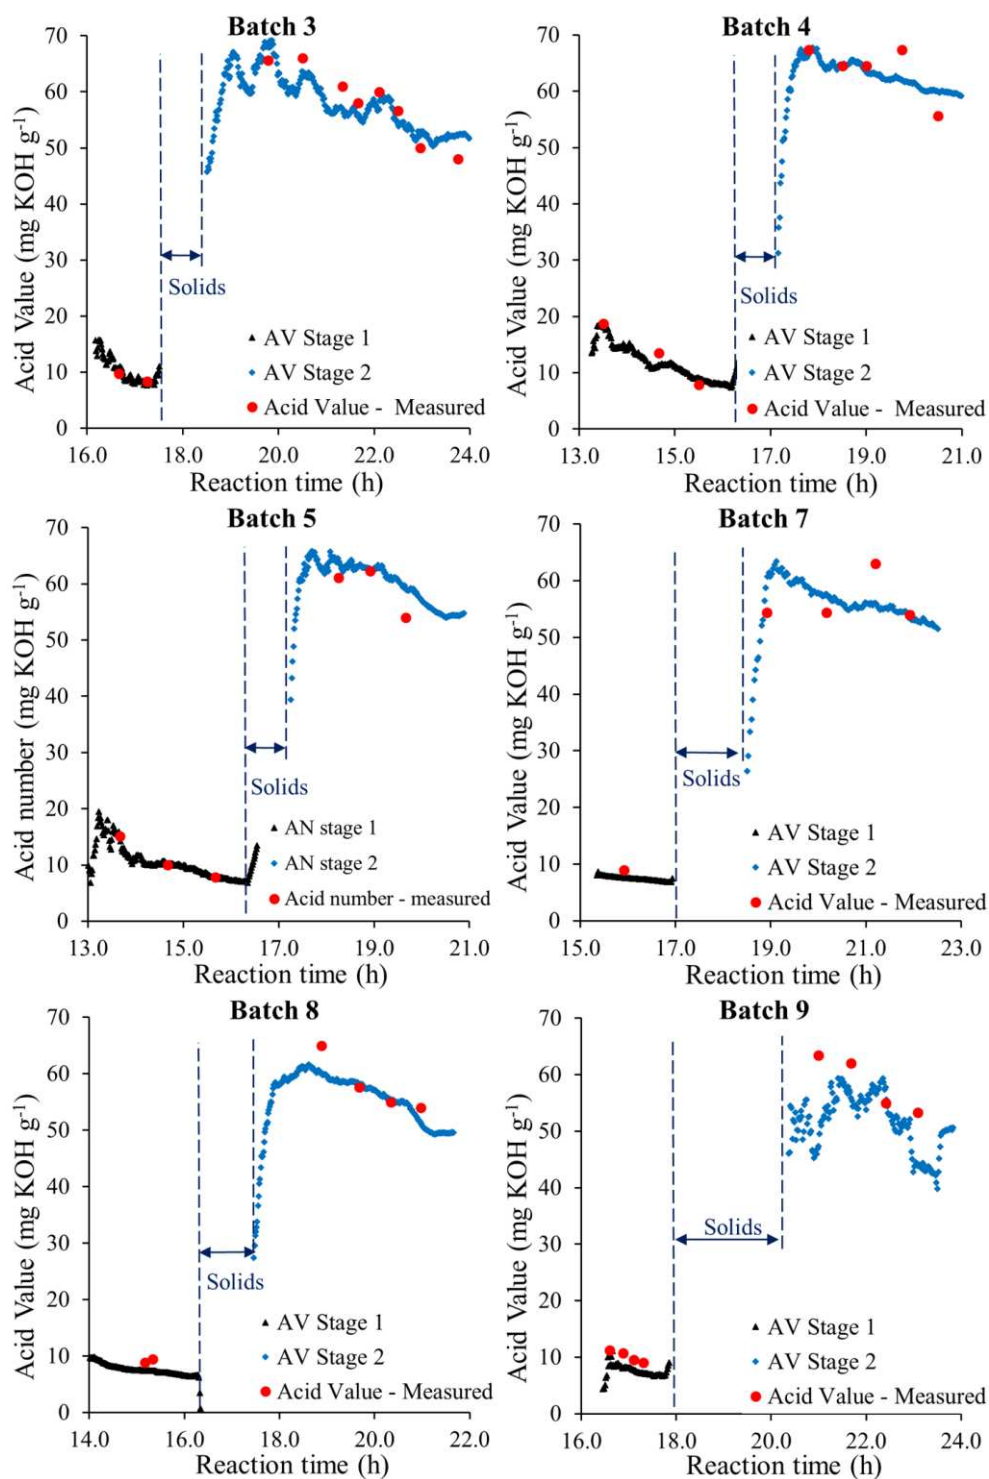 Batch 3
Acid Value (mg KOH g⁻¹)
70
60
50
40
30
20
10
0
Solids
AV Stage 1
AV Stage 2
Acid Value - Measured
16.0 18.0 20.0 22.0 24.0
Reaction time (h)
Batch 4
Acid Value (mg KOH g⁻¹)
70
60
50
40
30
20
10
0
Solids
AV Stage 1
AV Stage 2
Acid Value - Measured
13.0 15.0 17.0 19.0 21.0
Reaction time (h)
Batch 5
Acid number (mg KOH g⁻¹)
70
60
50
40
30
20
10
0
Solids
AN stage 1
AN stage 2
Acid number - measured
13.0 15.0 17.0 19.0 21.0
Reaction time (h)
Batch 7
Acid Value (mg KOH g⁻¹)
70
60
50
40
30
20
10
0
Solids
AV Stage 1
AV Stage 2
Acid Value - Measured
15.0 17.0 19.0 21.0 23.0
Reaction time (h)
Batch 8
Acid Value (mg KOH g⁻¹)
70
60
50
40
30
20
10
0
Solids
AV Stage 1
AV Stage 2
Acid Value - Measured
14.0 16.0 18.0 20.0 22.0
Reaction time (h)
Batch 9
Acid Value (mg KOH g⁻¹)
70
60
50
40
30
20
10
0
Solids
AV Stage 1
AV Stage 2
Acid Value - Measured
16.0 18.0 20.0 22.0 24.0
Reaction time (h)